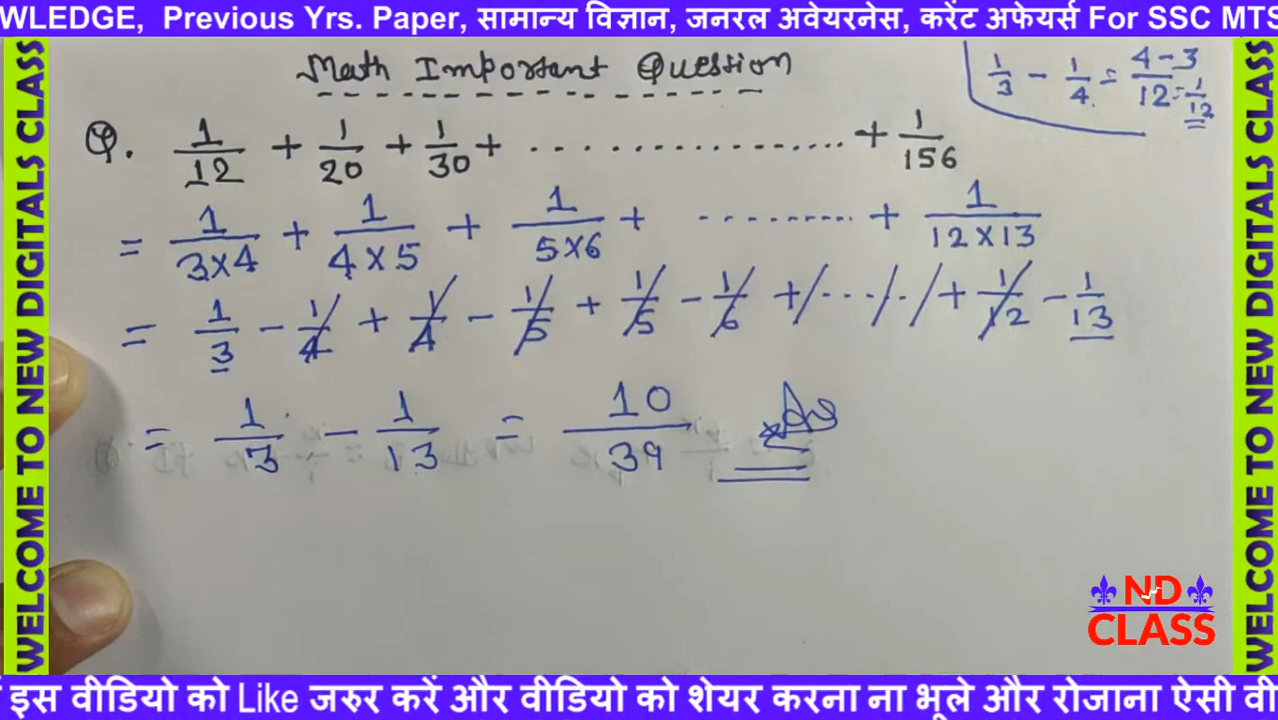 WLEDGE, Previous Yrs. Paper, सामान्य विज्ञान, जनरल अवेयरनेस, करेंट अफेयर्स For SSC MTS
WELCOME TO NEW DIGITALS CLASS
Math Important Question
1/3 - 1/4 = 4-3/12 = 1/12
Q. 1/12 + 1/20 + 1/30 + ................. + 1/156
= 1/3×4 + 1/4×5 + 1/5×6 + --------- + 1/12×13
= 1/3 - 1/4 + 1/4 - 1/5 + 1/5 - 1/6 + ..... + 1/12 - 1/13
= 1/3 - 1/13 = 10/39 Ans
ND
CLASS
WELCOME TO NEW DIGITALS CLASS
इस वीडियो को Like जरुर करें और वीडियो को शेयर करना ना भूले और रोजाना ऐसी वी